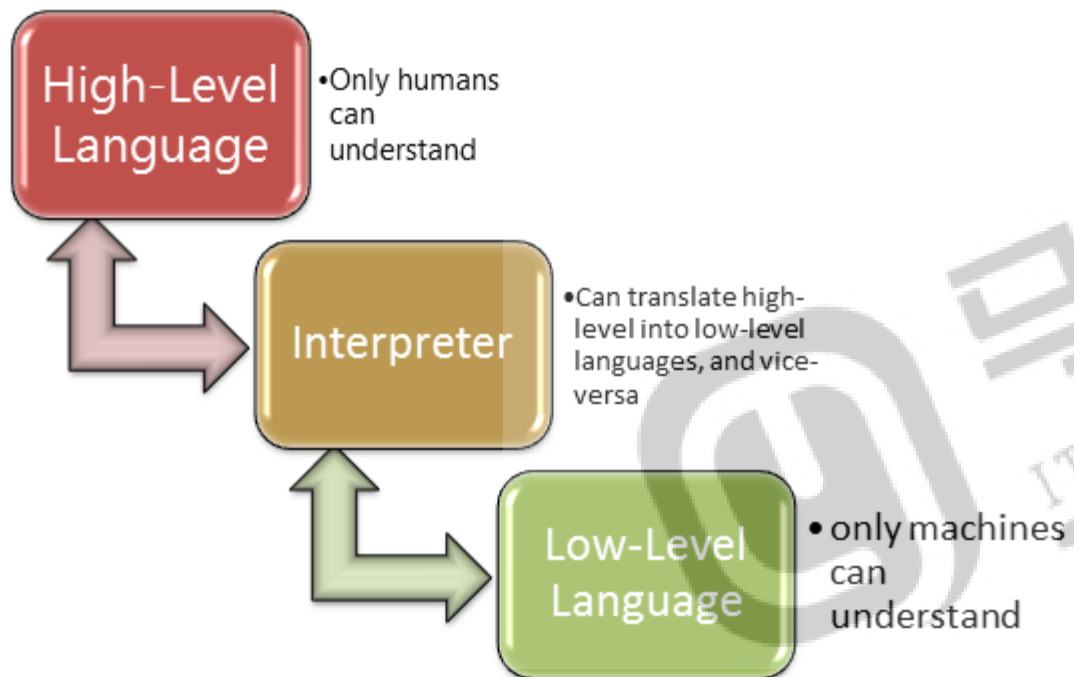 High-Level
Language
•Only humans
can
understand
Interpreter
•Can translate high-
level into low-level
languages, and vice-
versa
Low-Level
Language
• only machines
can
understand